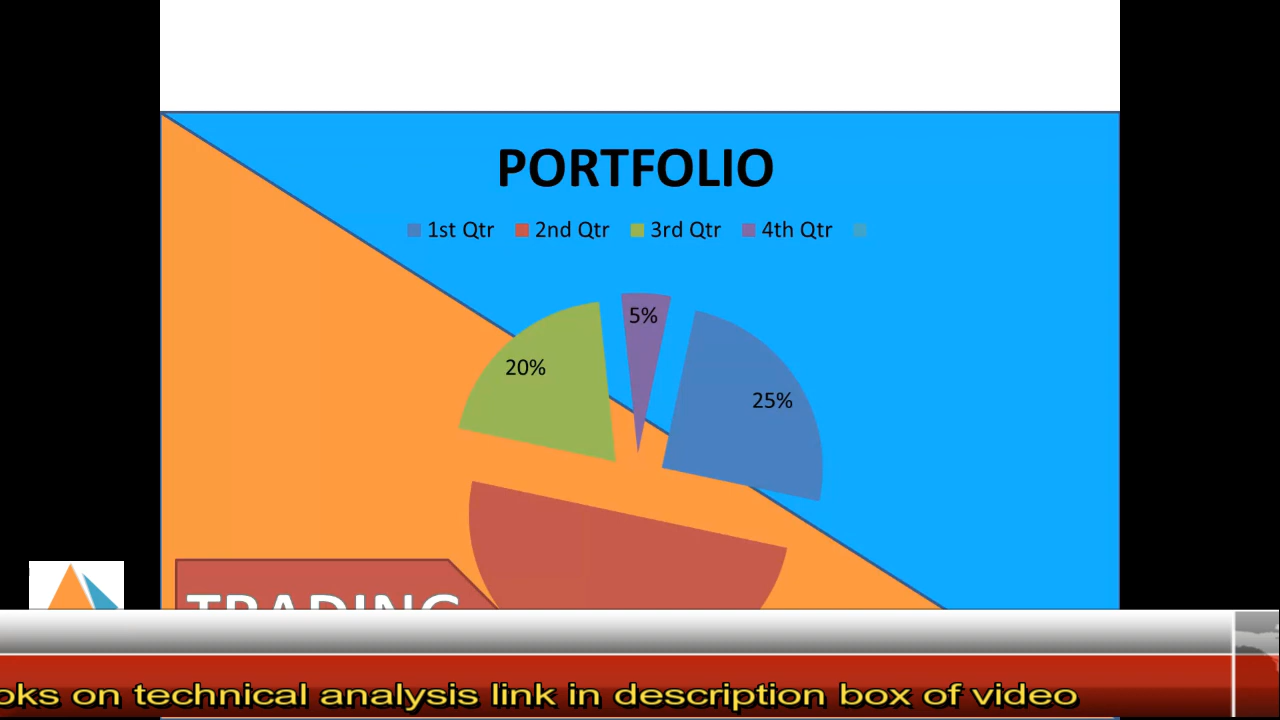 PORTFOLIO
1st Qtr 2nd Qtr 3rd Qtr 4th Qtr
5%
20%
25%
TRADING
on technical analysis link in description box of video